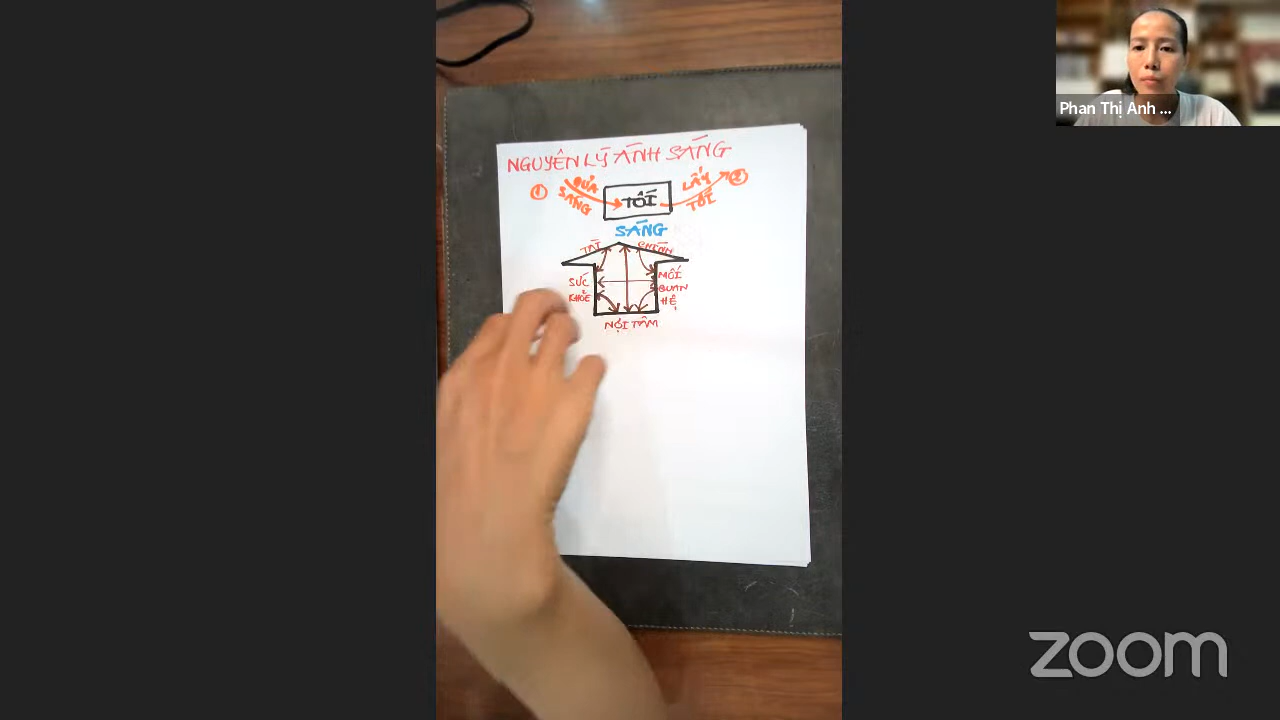 NGUYÊN LÝ ÁNH SÁNG
① QUÁ SÁNG
TỐI
LẤY TỐI ②
SÁNG
TÀI CHÍNH
SỨC KHỎE
MỐI QUAN HỆ
NỘI TÂM
Phan Thị Anh ...
zoom